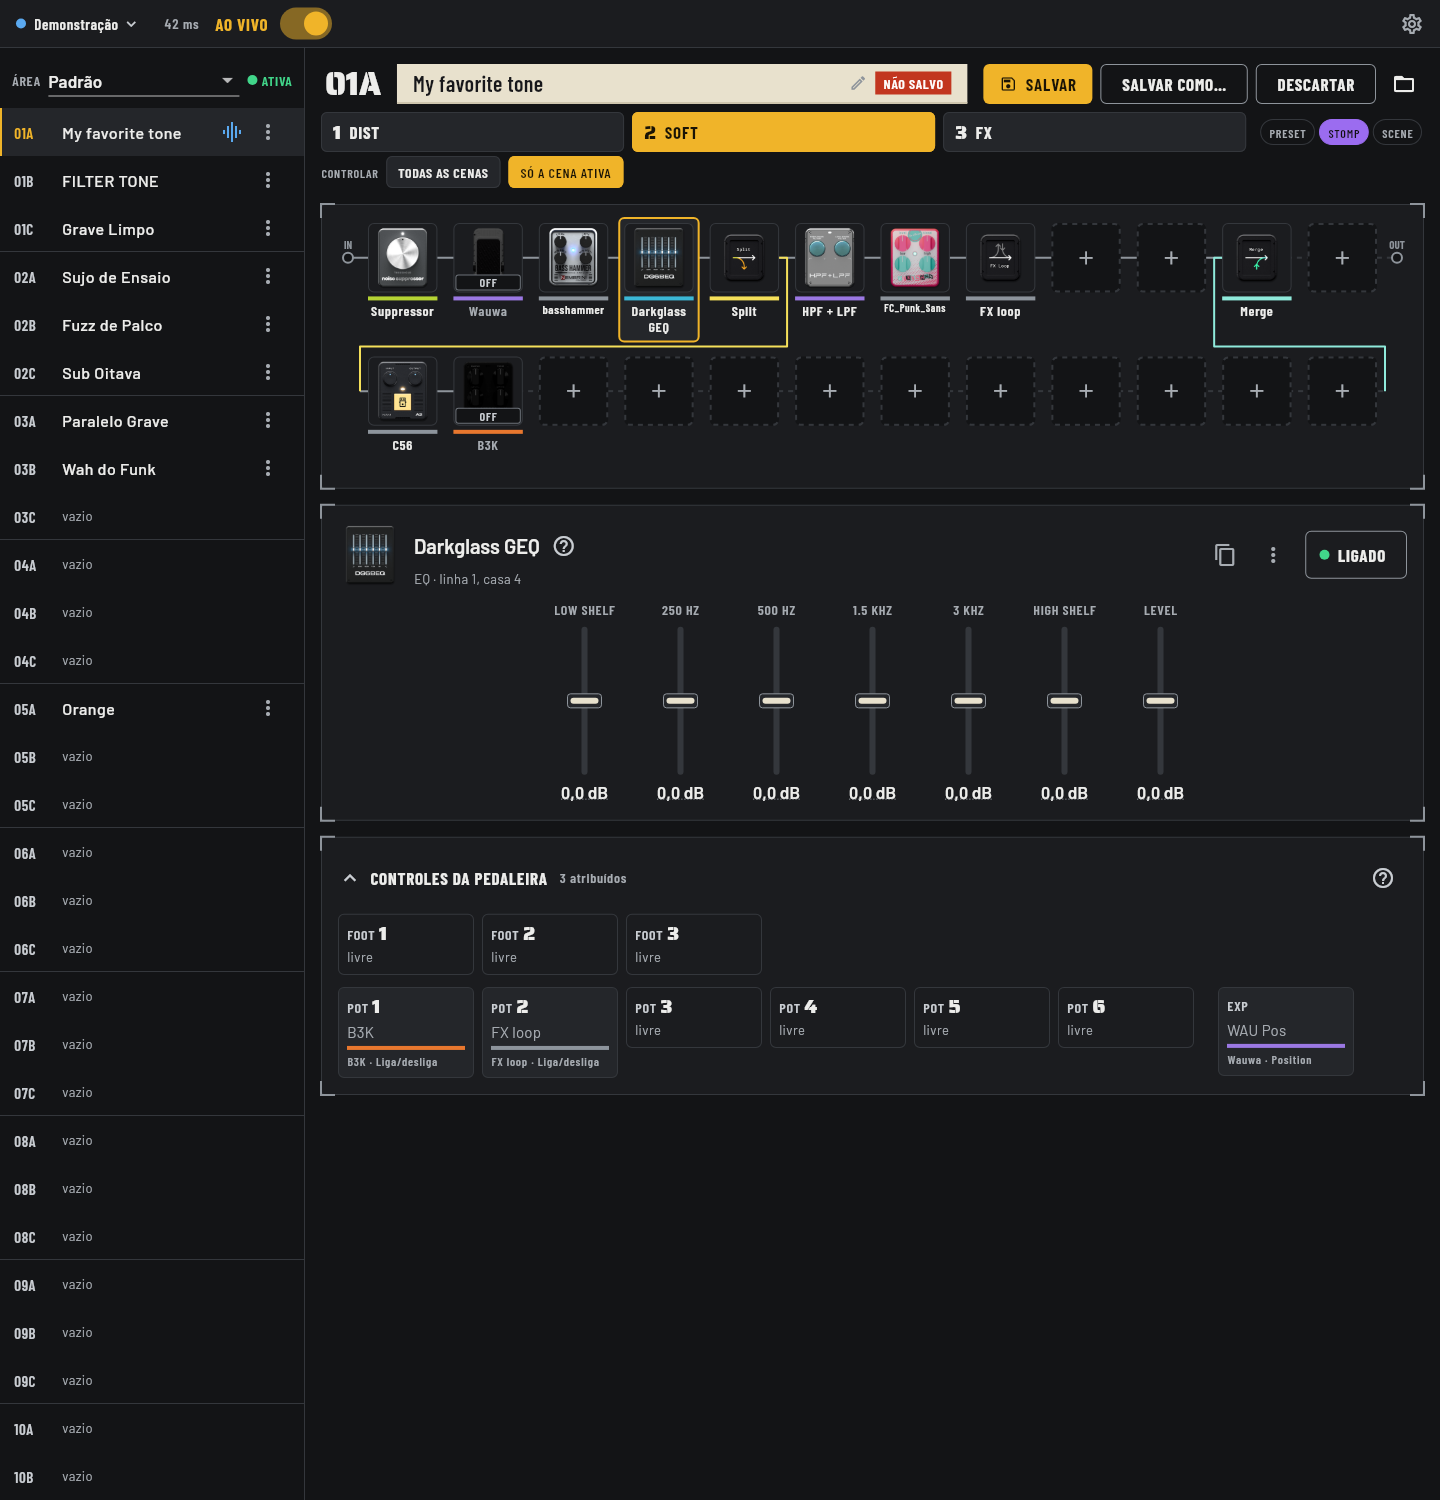 Demonstração 42 ms AO VIVO
ÁREA Padrão ATIVA
01A My favorite tone
01B FILTER TONE
01C Grave Limpo
02A Sujo de Ensaio
02B Fuzz de Palco
02C Sub Oitava
03A Paralelo Grave
03B Wah do Funk
03C vazio
04A vazio
04B vazio
04C vazio
05A Orange
05B vazio
05C vazio
06A vazio
06B vazio
06C vazio
07A vazio
07B vazio
07C vazio
08A vazio
08B vazio
08C vazio
09A vazio
09B vazio
09C vazio
10A vazio
10B vazio
01A My favorite tone NÃO SALVO SALVAR SALVAR COMO... DESCARTAR
1 DIST 2 SOFT 3 FX PRESET STOMP SCENE
CONTROLAR TODAS AS CENAS SÓ A CENA ATIVA
IN OUT
Split HPF+LPF FX Loop Merge
noise suppressor OFF BASS HAMMER
Suppressor Wauwa basshammer Darkglass GEQ Split HPF + LPF FC_Punk_Sans FX loop Merge
OFF
C56 B3K
Darkglass GEQ
EQ · linha 1, casa 4
LIGADO
LOW SHELF 250 HZ 500 HZ 1.5 KHZ 3 KHZ HIGH SHELF LEVEL
0,0 dB 0,0 dB 0,0 dB 0,0 dB 0,0 dB 0,0 dB 0,0 dB
CONTROLES DA PEDALEIRA 3 atribuídos
FOOT 1 FOOT 2 FOOT 3
livre livre livre
POT 1 POT 2 POT 3 POT 4 POT 5 POT 6 EXP
B3K FX loop livre livre livre livre WAU Pos
B3K · Liga/desliga FX loop · Liga/desliga Wauwa · Position